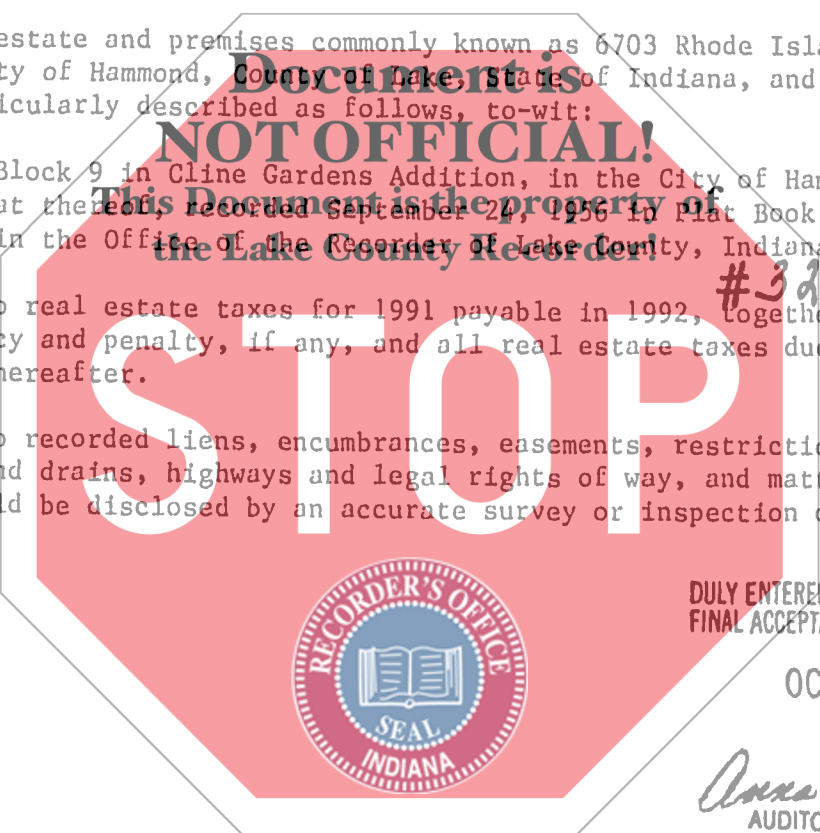 estate and premises commonly known as 6703 Rhode Isla
ty of Hammond, County of Lake, State of Indiana, and
icularly described as follows, to-wit:
Document is
NOT OFFICIAL!
This Document is the property of
the Lake County Recorder!
Block 9 in Cline Gardens Addition, in the City of Ham
at thereof, recorded September 24, 1956 in Plat Book
in the Office of the Recorder of Lake County, Indiana
#32
o real estate taxes for 1991 payable in 1992, togethe
cy and penalty, if any, and all real estate taxes due
hereafter.
STOP
o recorded liens, encumbrances, easements, restrictio
nd drains, highways and legal rights of way, and matt
ld be disclosed by an accurate survey or inspection o
RECORDER'S OFFICE
SEAL
INDIANA
DULY ENTERED
FINAL ACCEPTA
OC
Anna
AUDITO